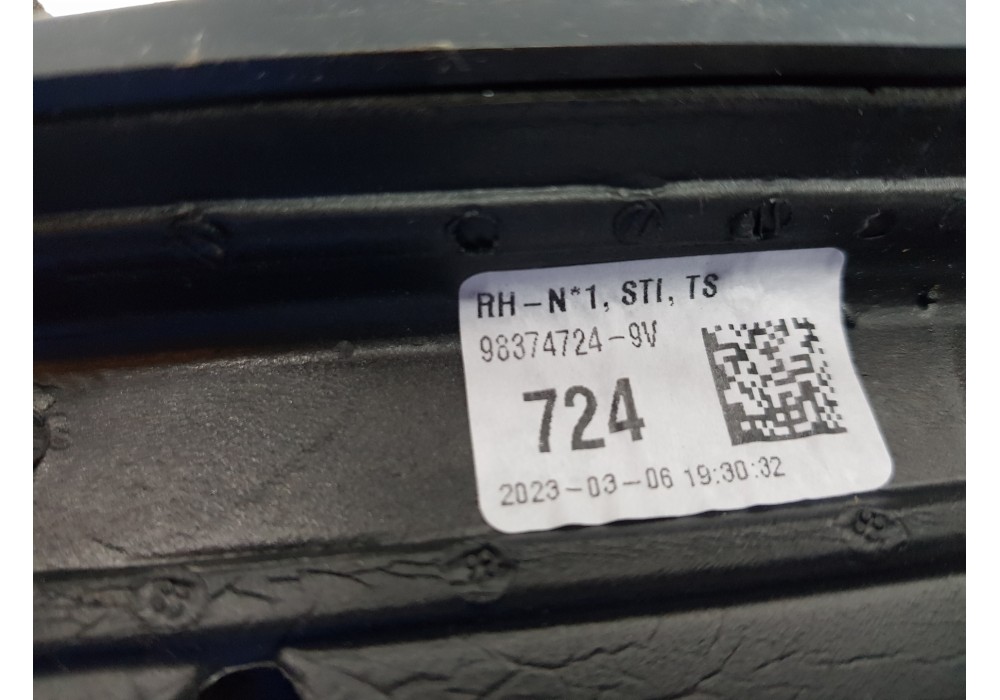 RH-N*1, STI, TS
98374724-9V
724
2023-03-06 19:30:32